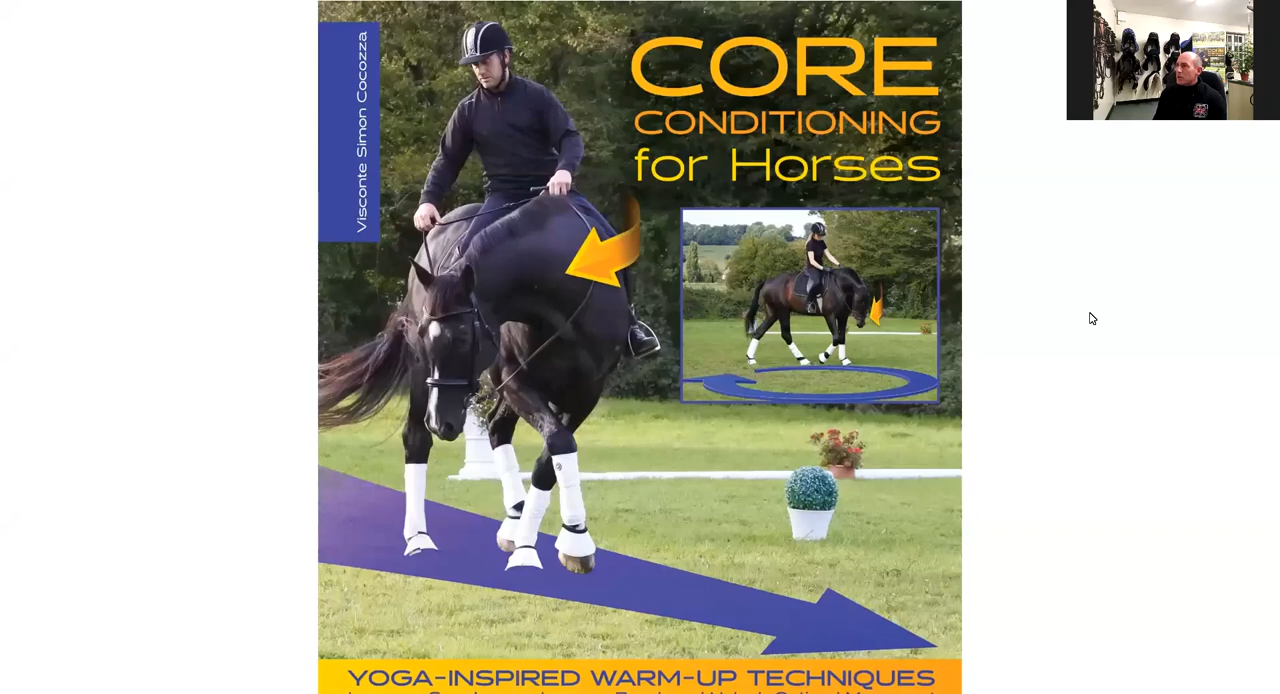 Visconte Simon Cocozza
CORE
CONDITIONING
for Horses
YOGA-INSPIRED WARM-UP TECHNIQUES